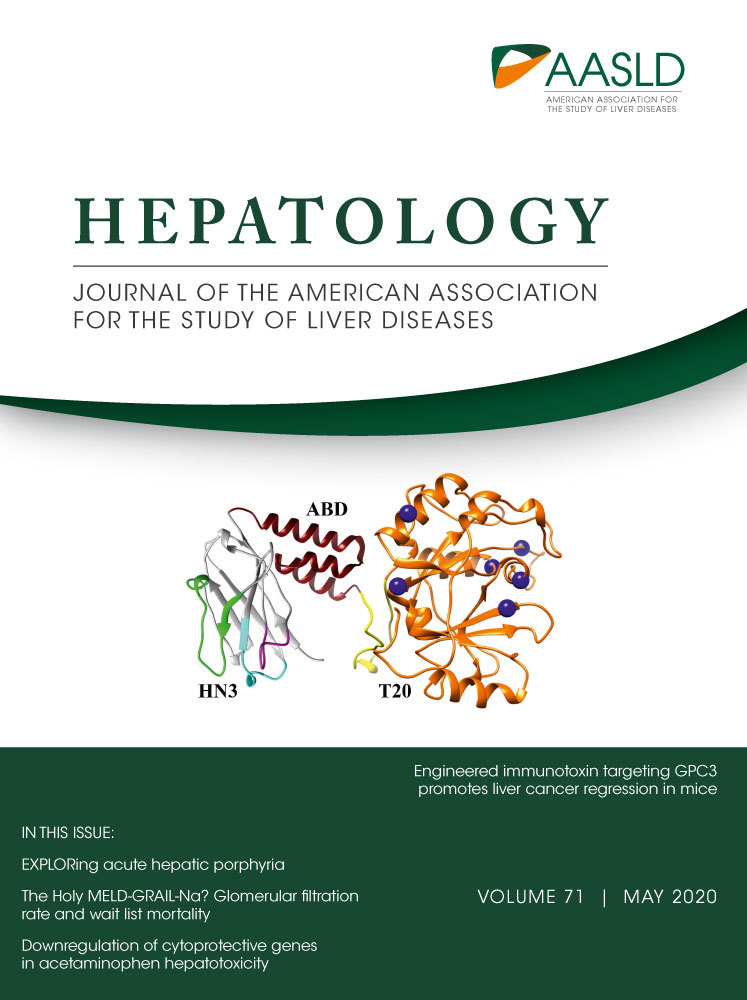 AASLD
AMERICAN ASSOCIATION FOR
THE STUDY OF LIVER DISEASES
HEPATOLOGY
JOURNAL OF THE AMERICAN ASSOCIATION
FOR THE STUDY OF LIVER DISEASES
ABD
HN3
T20
Engineered immunotoxin targeting GPC3
promotes liver cancer regression in mice
IN THIS ISSUE:
EXPLORing acute hepatic porphyria
The Holy MELD-GRAIL-Na? Glomerular filtration
rate and wait list mortality
Downregulation of cytoprotective genes
in acetaminophen hepatotoxicity
VOLUME 71 | MAY 2020